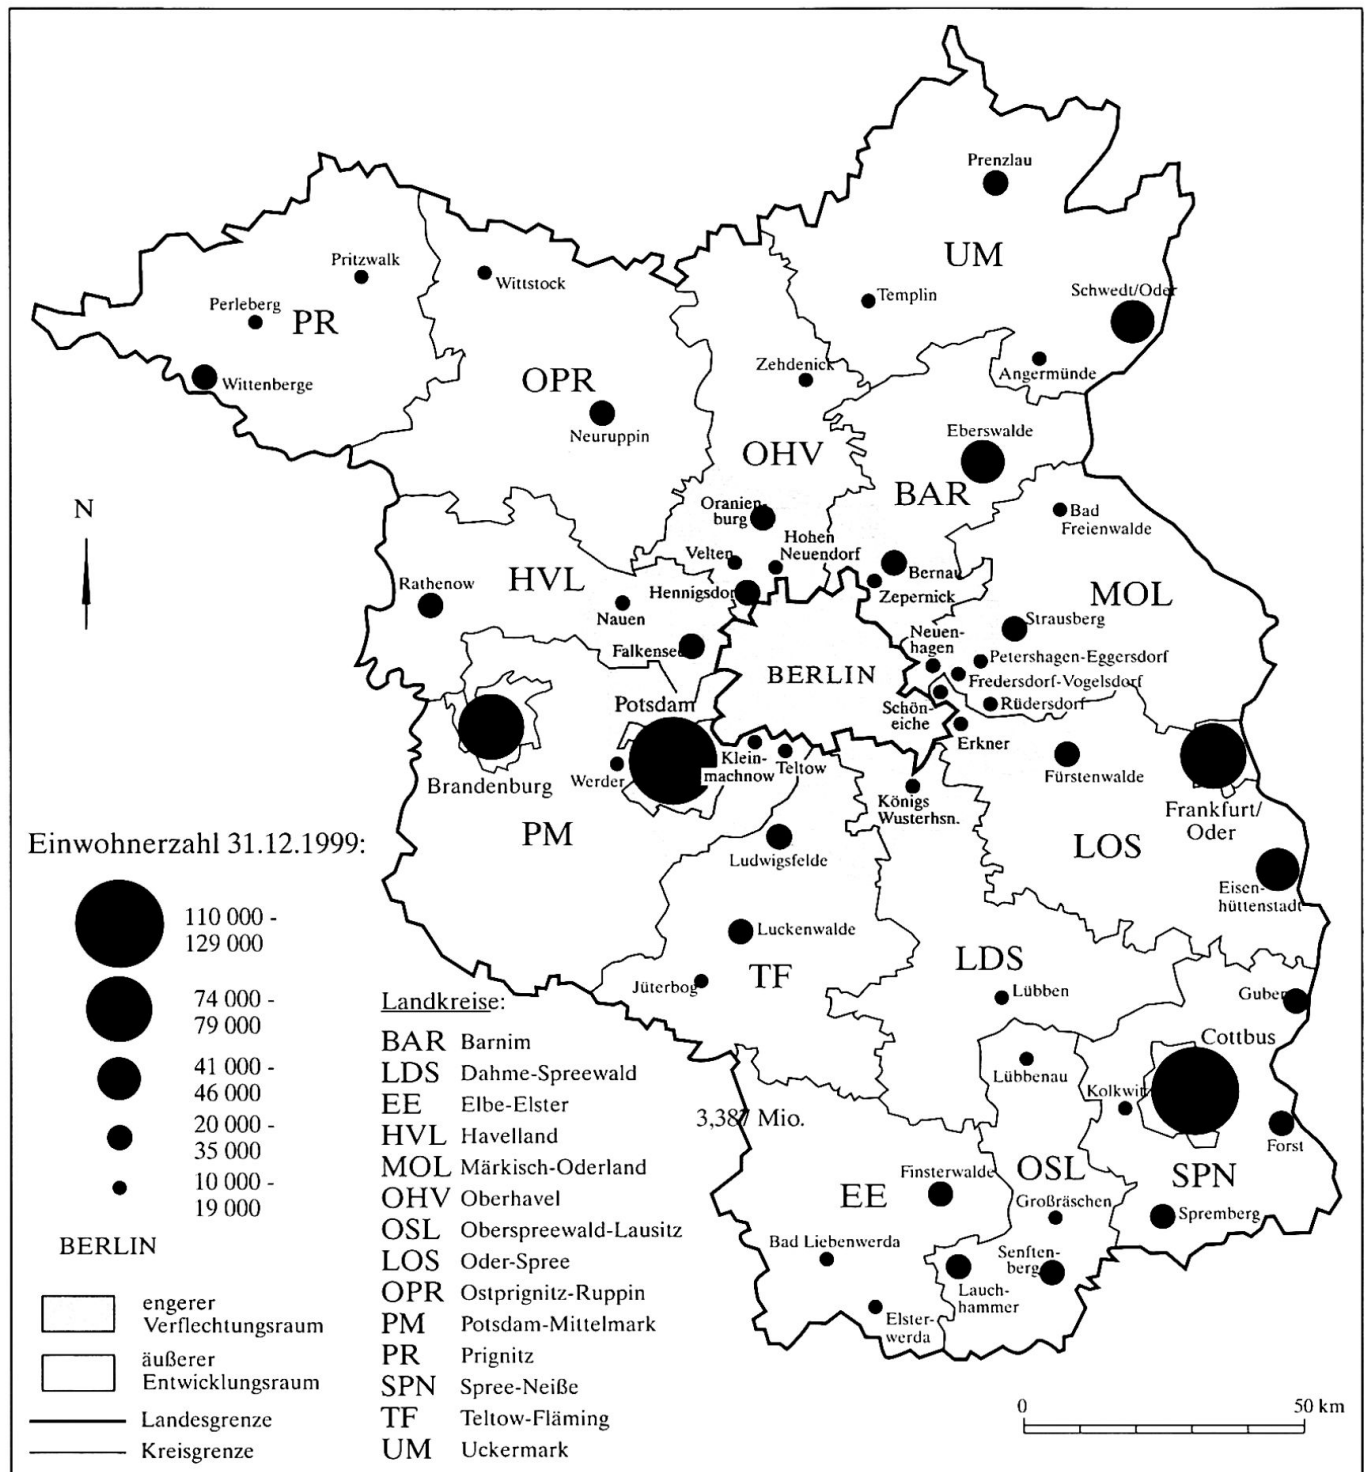 Prenzlau
UM
Pritzwalk
Wittstock
Perleberg
PR
Templin
Schwedt/Oder
Wittenberge
Zehdenick
Angermünde
OPR
Neuruppin
Eberswalde
OHV
BAR
N
Oranien-
burg
Bad
Freienwalde
Hohen
Neuendorf
Velten
HVL
Bernau
Rathenow
Hennigsdorf
Zepernick
MOL
Nauen
Strausberg
Neuen-
hagen
Falkensee
Petershagen-Eggersdorf
BERLIN
Fredersdorf-Vogelsdorf
Potsdam
Schön-
eiche
Rüdersdorf
Erkner
Klein-
machnow
Teltow
Werder
Fürstenwalde
Brandenburg
Königs
Wusterhsn.
Frankfurt/
Oder
PM
LOS
Ludwigsfelde
Eisen-
hüttenstadt
Luckenwalde
LDS
TF
Jüterbog
Lübben
Guben
Cottbus
Lübbenau
Kolkwitz
3,387 Mio.
Forst
Finsterwalde
OSL
SPN
EE
Großräschen
Spremberg
Bad Liebenwerda
Senften-
berg
Lauch-
hammer
Elster-
werda
Einwohnerzahl 31.12.1999:
110 000 -
129 000
74 000 -
79 000
41 000 -
46 000
20 000 -
35 000
10 000 -
19 000
BERLIN
engerer
Verflechtungsraum
äußerer
Entwicklungsraum
Landesgrenze
Kreisgrenze
Landkreise:
BAR Barnim
LDS Dahme-Spreewald
EE Elbe-Elster
HVL Havelland
MOL Märkisch-Oderland
OHV Oberhavel
OSL Oberspreewald-Lausitz
LOS Oder-Spree
OPR Ostprignitz-Ruppin
PM Potsdam-Mittelmark
PR Prignitz
SPN Spree-Neiße
TF Teltow-Fläming
UM Uckermark
0 50 km